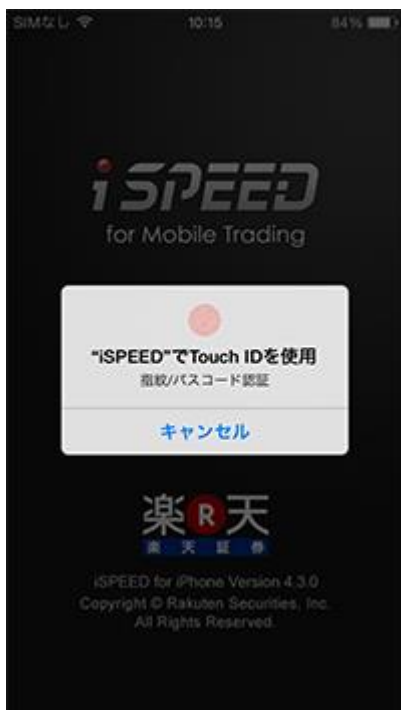 SIMなし 10:15 84%
iSPEED
for Mobile Trading
“iSPEED”でTouch IDを使用
指紋/パスコード認証
キャンセル
楽R天
楽天証券
iSPEED for iPhone Version 4.3.0
Copyright © Rakuten Securities, Inc.
All Rights Reserved.